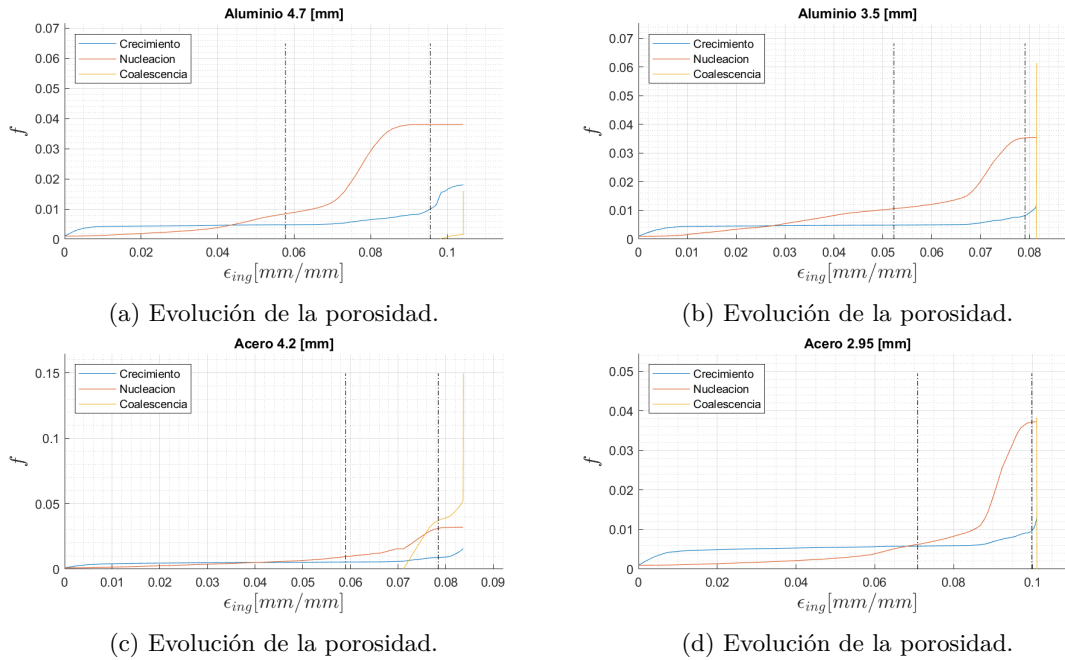 Aluminio 4.7 [mm]
0.07
0.06
0.05
0.04
0.03
0.02
0.01
0
f
Crecimiento
Nucleacion
Coalescencia
0 0.02 0.04 0.06 0.08 0.1
ϵing[mm/mm]
(a) Evolución de la porosidad.
Aluminio 3.5 [mm]
0.07
0.06
0.05
0.04
0.03
0.02
0.01
0
f
Crecimiento
Nucleacion
Coalescencia
0 0.01 0.02 0.03 0.04 0.05 0.06 0.07 0.08
ϵing[mm/mm]
(b) Evolución de la porosidad.
Acero 4.2 [mm]
0.15
0.1
0.05
0
f
Crecimiento
Nucleacion
Coalescencia
0 0.01 0.02 0.03 0.04 0.05 0.06 0.07 0.08 0.09
ϵing[mm/mm]
(c) Evolución de la porosidad.
Acero 2.95 [mm]
0.05
0.04
0.03
0.02
0.01
0
f
Crecimiento
Nucleacion
Coalescencia
0 0.02 0.04 0.06 0.08 0.1
ϵing[mm/mm]
(d) Evolución de la porosidad.